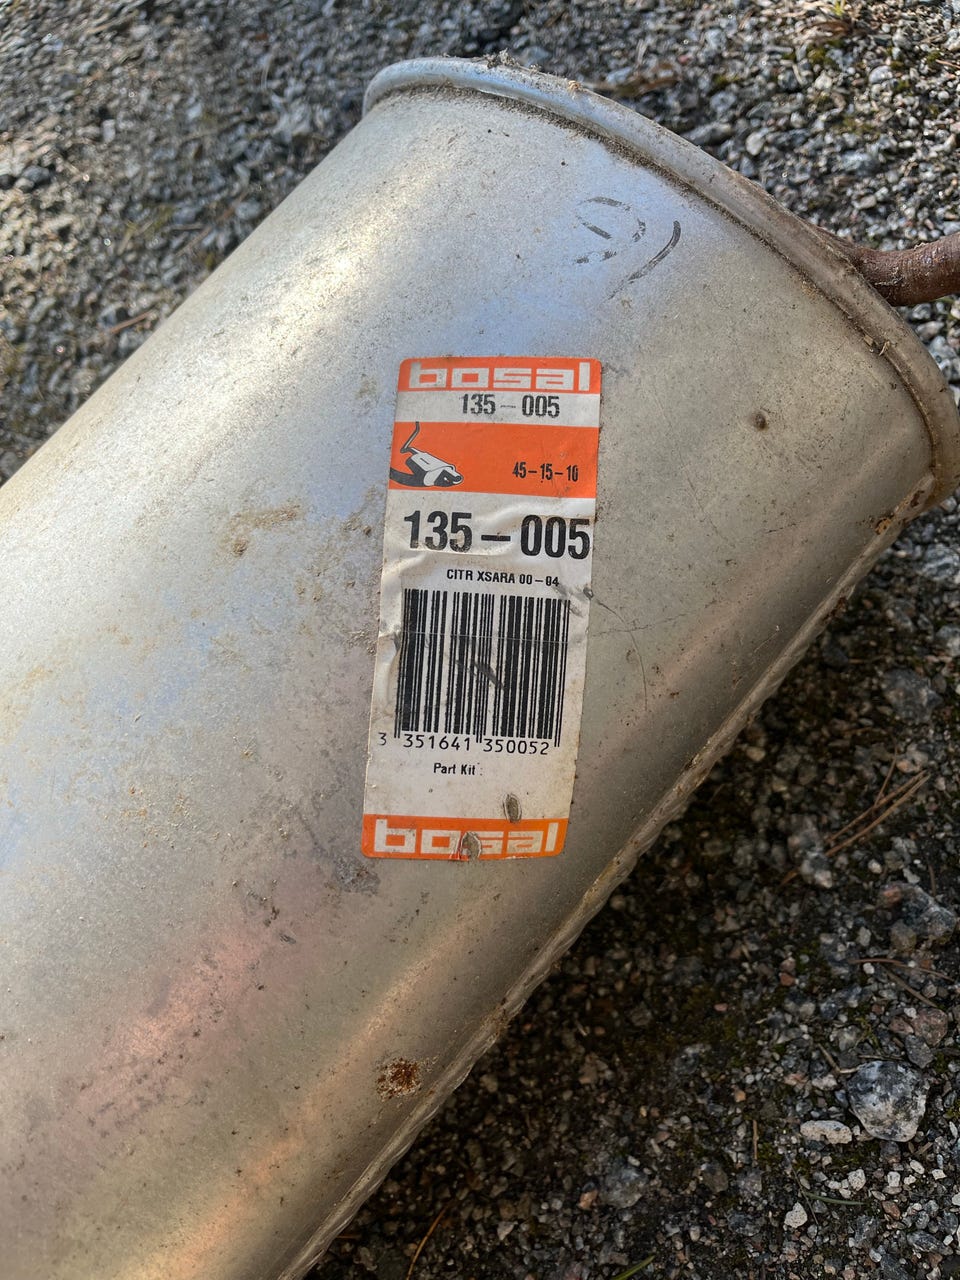 bosal
135-005
45-15-10
135-005
CITR XSARA 00-04
3 351641 350052
Part Kit :
bosal